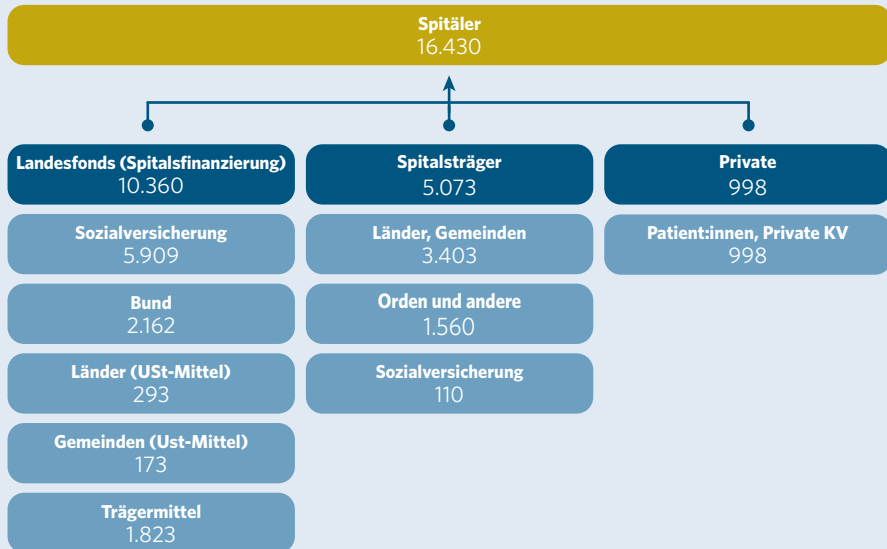 Spitäler
16.430
Landesfonds (Spitalsfinanzierung)
10.360
Sozialversicherung
5.909
Bund
2.162
Länder (USt-Mittel)
293
Gemeinden (Ust-Mittel)
173
Trägermittel
1.823
Spitalsträger
5.073
Länder, Gemeinden
3.403
Orden und andere
1.560
Sozialversicherung
110
Private
998
Patient:innen, Private KV
998